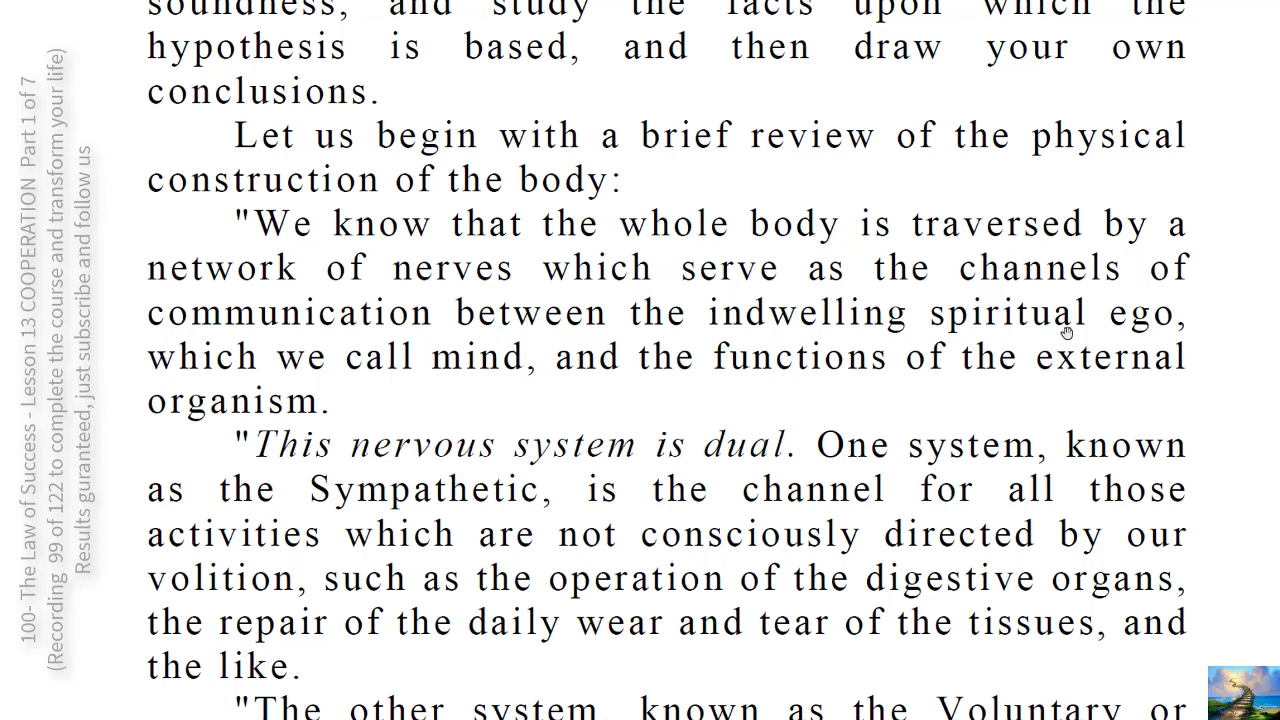 soundness, and study the facts upon which the
hypothesis is based, and then draw your own
conclusions.
Let us begin with a brief review of the physical
construction of the body:
"We know that the whole body is traversed by a
network of nerves which serve as the channels of
communication between the indwelling spiritual ego,
which we call mind, and the functions of the external
organism.
"This nervous system is dual. One system, known
as the Sympathetic, is the channel for all those
activities which are not consciously directed by our
volition, such as the operation of the digestive organs,
the repair of the daily wear and tear of the tissues, and
the like.
"The other system, known as the Voluntary or
100- The Law of Success - Lesson 13 COOPERATION Part 1 of 7
(Recording 99 of 122 to complete the course and transform your life)
Results guranteed, just subscribe and follow us